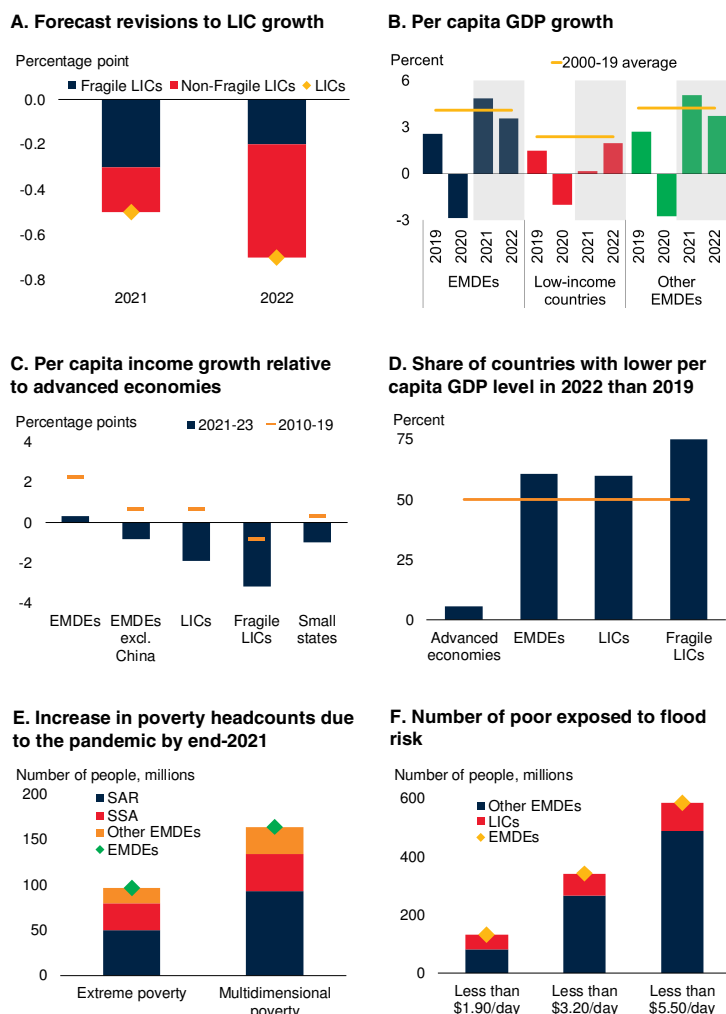 A. Forecast revisions to LIC growth
Percentage point
Fragile LICs Non-Fragile LICs LICs
0.0
-0.2
-0.4
-0.6
-0.8
2021 2022
B. Per capita GDP growth
Percent
2000-19 average
6
3
0
-3
2019 2020 2021 2022 2019 2020 2021 2022 2019 2020 2021 2022
EMDEs Low-income countries Other EMDEs
C. Per capita income growth relative
to advanced economies
Percentage points
2021-23 2010-19
4
2
0
-2
-4
EMDEs EMDEs excl. China LICs Fragile LICs Small states
D. Share of countries with lower per
capita GDP level in 2022 than 2019
Percent
75
50
25
0
Advanced economies EMDEs LICs Fragile LICs
E. Increase in poverty headcounts due
to the pandemic by end-2021
Number of people, millions
200
150
100
50
0
SAR
SSA
Other EMDEs
EMDEs
Extreme poverty Multidimensional poverty
F. Number of poor exposed to flood
risk
Number of people, millions
600
400
200
0
Other EMDEs
LICs
EMDEs
Less than $1.90/day Less than $3.20/day Less than $5.50/day